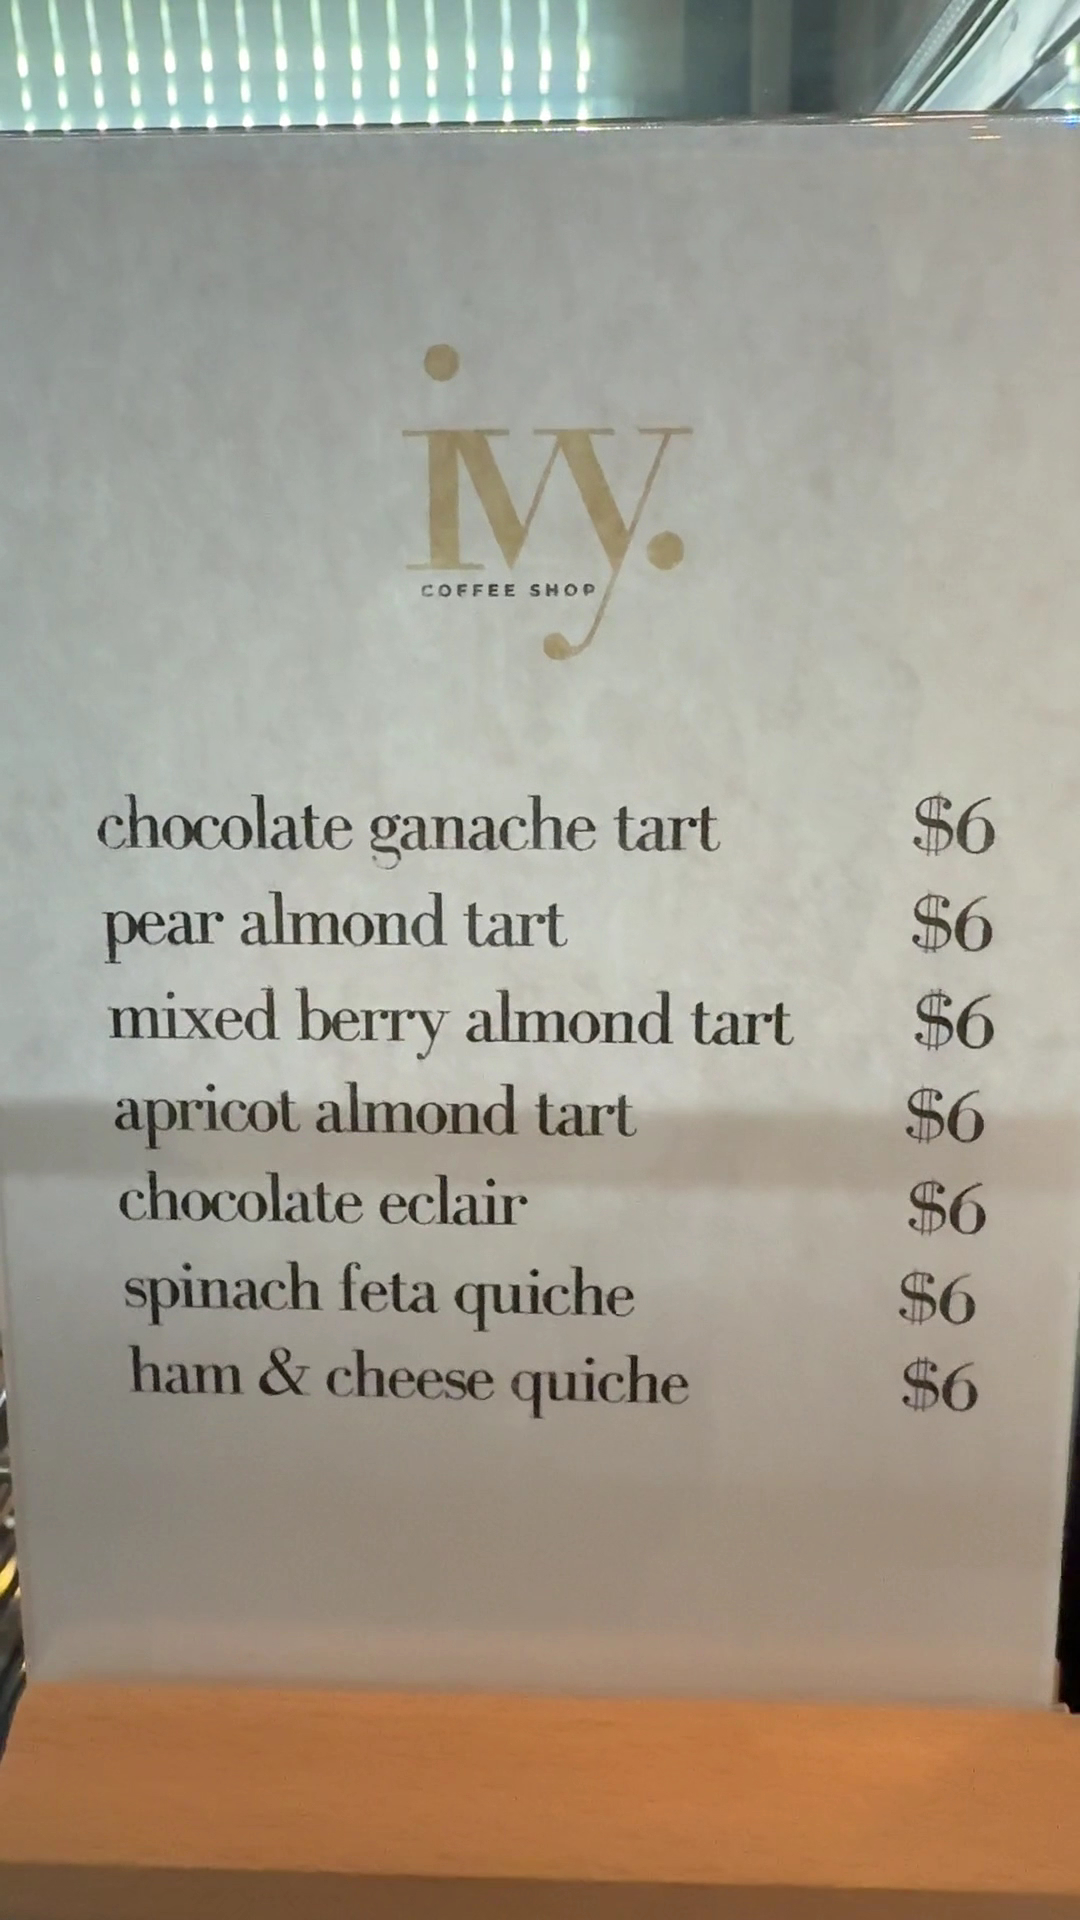 ivy.
COFFEE SHOP
chocolate ganache tart $6
pear almond tart $6
mixed berry almond tart $6
apricot almond tart $6
chocolate eclair $6
spinach feta quiche $6
ham & cheese quiche $6